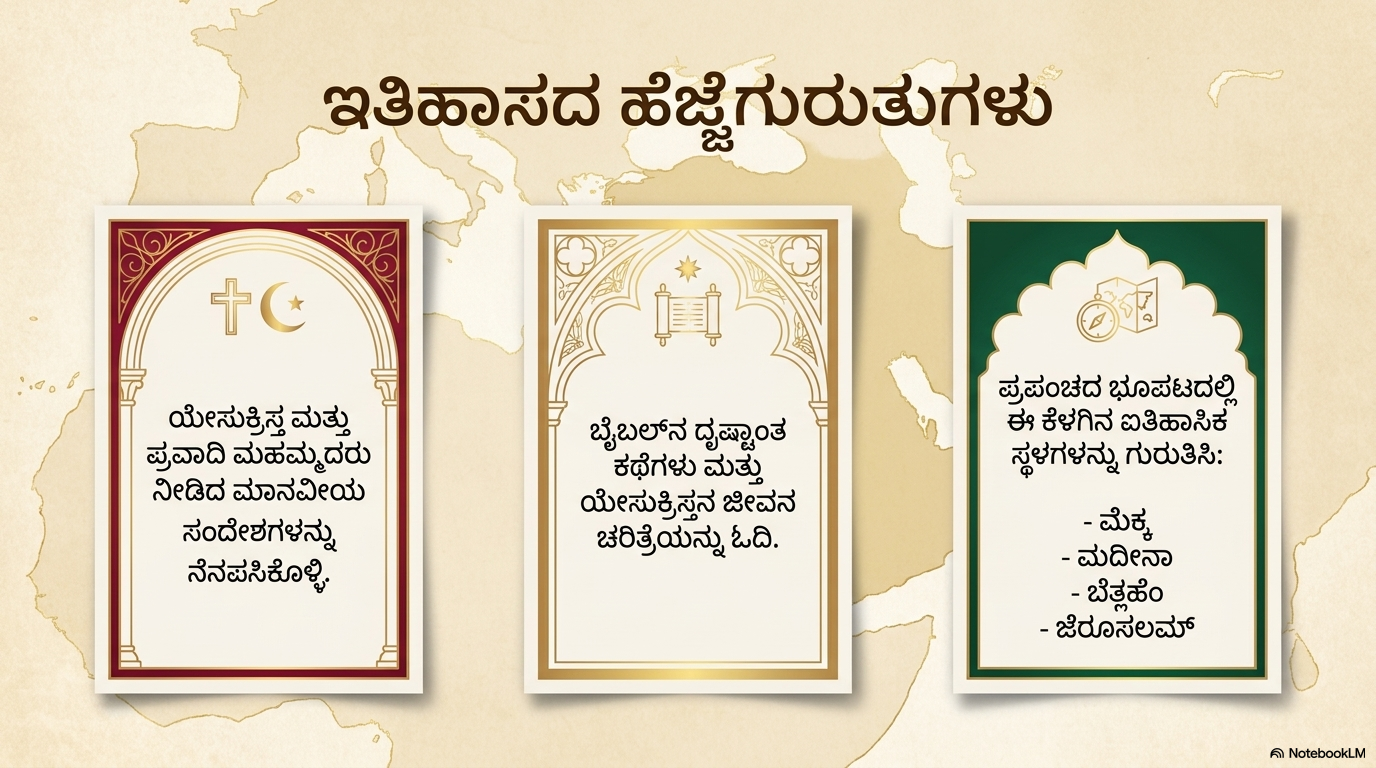 ಇತಿಹಾಸದ ಹೆಜ್ಜೆಗುರುತುಗಳು
ಯೇಸುಕ್ರಿಸ್ತ ಮತ್ತು
ಪ್ರವಾದಿ ಮಹಮ್ಮದರು
ನೀಡಿದ ಮಾನವೀಯ
ಸಂದೇಶಗಳನ್ನು
ನೆನಪಸಿಕೊಳ್ಳಿ.
ಬೈಬಲ್‌ನ ದೃಷ್ಟಾಂತ
ಕಥೆಗಳು ಮತ್ತು
ಯೇಸುಕ್ರಿಸ್ತನ ಜೀವನ
ಚರಿತ್ರೆಯನ್ನು ಓದಿ.
ಪ್ರಪಂಚದ ಭೂಪಟದಲ್ಲಿ
ಈ ಕೆಳಗಿನ ಐತಿಹಾಸಿಕ
ಸ್ಥಳಗಳನ್ನು ಗುರುತಿಸಿ:
- ಮೆಕ್ಕ
- ಮದೀನಾ
- ಬೆತ್ಲಹೆಂ
- ಜೆರೂಸಲಮ್
NotebookLM